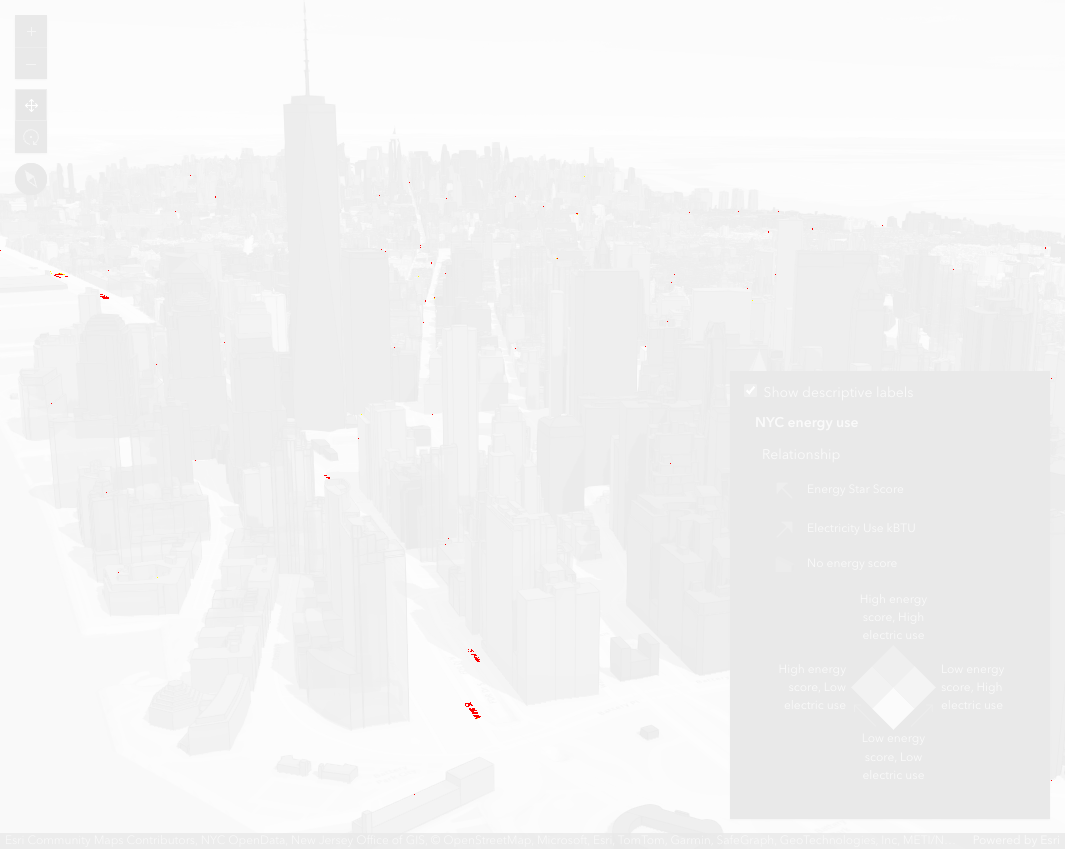 Show descriptive labels
NYC energy use
Relationship
Energy Star Score
Electricity Use kBTU
No energy score
High energy
score, High
electric use
High energy
score, Low
electric use
Low energy
score, High
electric use
Low energy
score, Low
electric use
Esri Community Maps Contributors, NYC OpenData, New Jersey Office of GIS, © OpenStreetMap, Microsoft, Esri, TomTom, Garmin, SafeGraph, GeoTechnologies, Inc, METI/N... Powered by Esri